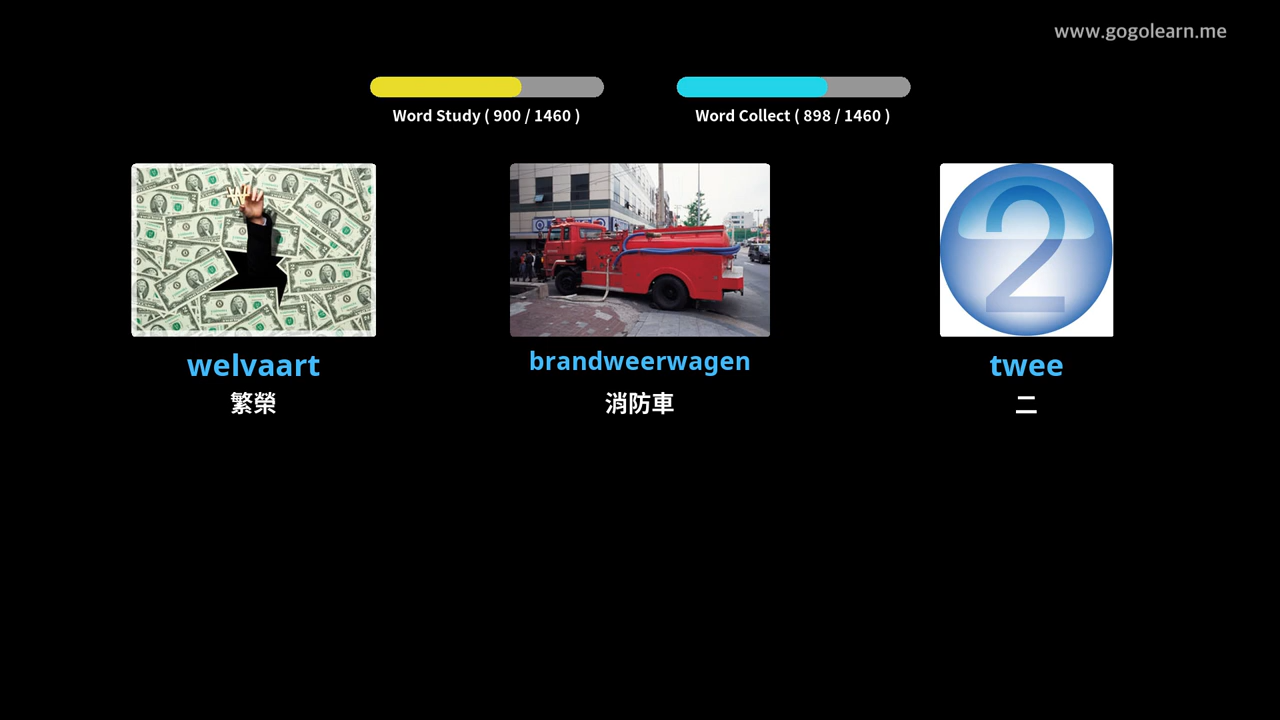 www.gogolearn.me
Word Study ( 900 / 1460 )
Word Collect ( 898 / 1460 )
₩
2
welvaart
brandweerwagen
twee
繁榮
消防車
二